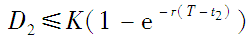 D₂ ⩽ K(1 − e^{−r(T−t₂)})